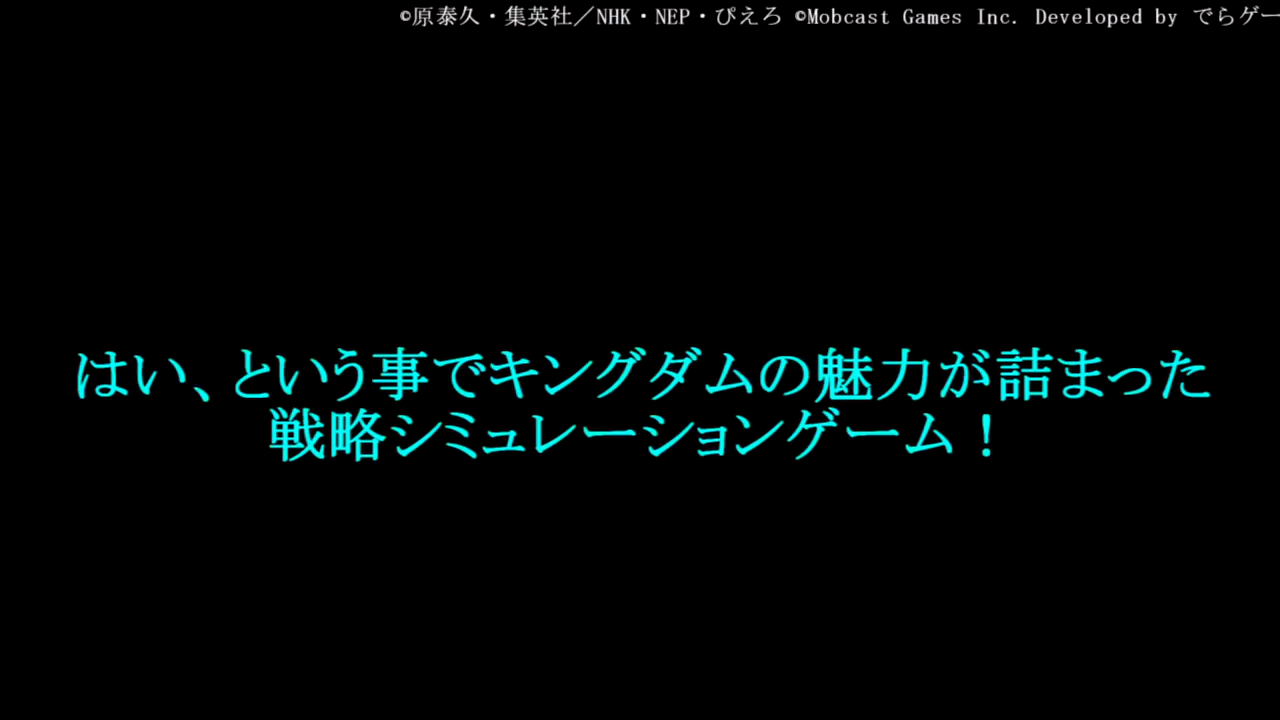 ©原泰久・集英社／NHK・NEP・ぴえろ ©Mobcast Games Inc. Developed by でらゲー
はい、という事でキングダムの魅力が詰まった
戦略シミュレーションゲーム！